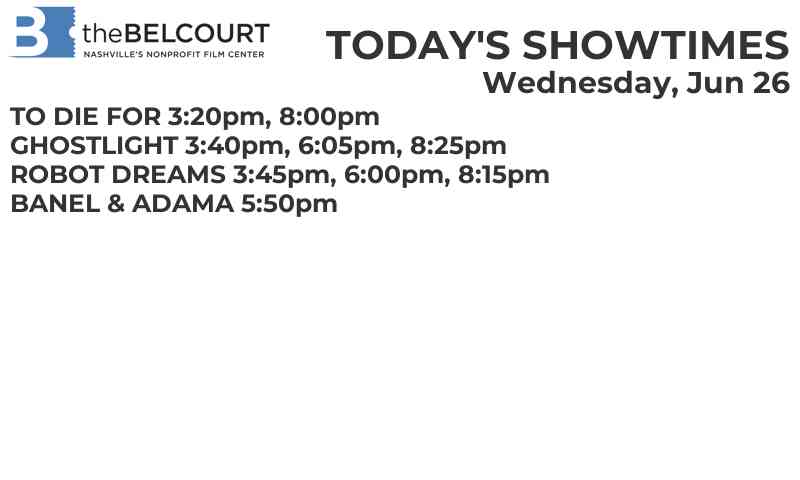 B theBELCOURT
NASHVILLE'S NONPROFIT FILM CENTER
TODAY'S SHOWTIMES
Wednesday, Jun 26
TO DIE FOR 3:20pm, 8:00pm
GHOSTLIGHT 3:40pm, 6:05pm, 8:25pm
ROBOT DREAMS 3:45pm, 6:00pm, 8:15pm
BANEL & ADAMA 5:50pm